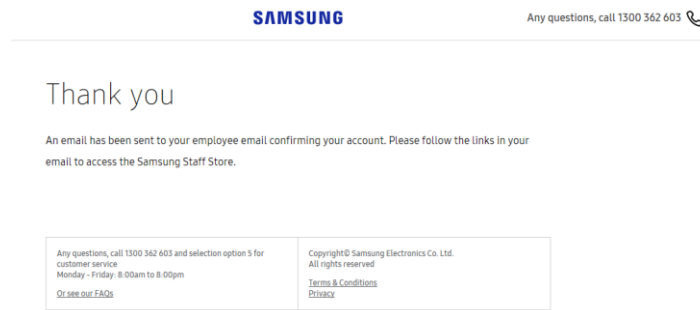 SAMSUNG
Any questions, call 1300 362 603
Thank you
An email has been sent to your employee email confirming your account. Please follow the links in your
email to access the Samsung Staff Store.
Any questions, call 1300 362 603 and selection option 5 for
customer service
Monday - Friday: 8:00am to 8:00pm
Or see our FAQs
Copyright© Samsung Electronics Co. Ltd.
All rights reserved
Terms & Conditions
Privacy